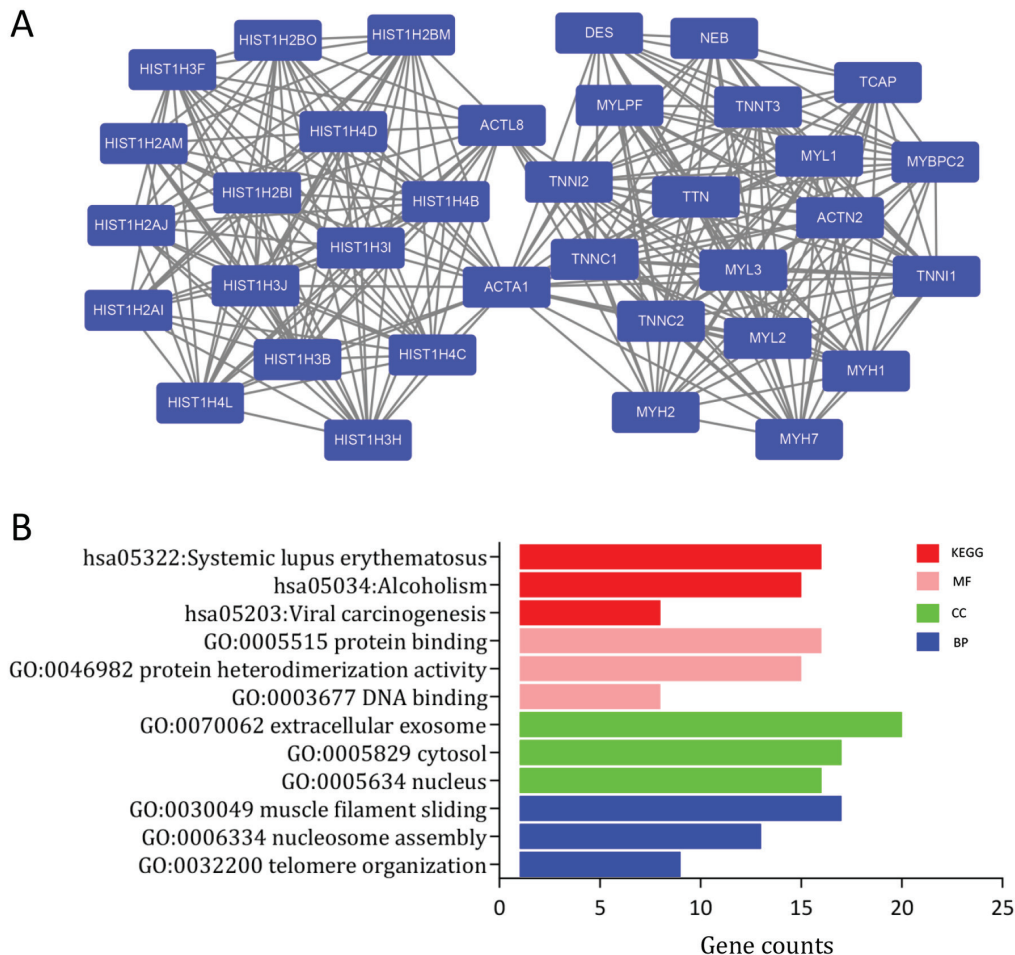 A
HIST1H2BO
HIST1H2BM
DES
NEB
HIST1H3F
TCAP
MYLPF
TNNT3
HIST1H4D
ACTL8
HIST1H2AM
MYL1
MYBPC2
TNNI2
HIST1H2BI
HIST1H4B
TTN
ACTN2
HIST1H2AJ
HIST1H3I
TNNC1
MYL3
TNNI1
HIST1H3J
ACTA1
HIST1H2AI
TNNC2
MYL2
HIST1H3B
HIST1H4C
MYH1
HIST1H4L
MYH2
HIST1H3H
MYH7
B
hsa05322:Systemic lupus erythematosus
hsa05034:Alcoholism
hsa05203:Viral carcinogenesis
GO:0005515 protein binding
GO:0046982 protein heterodimerization activity
GO:0003677 DNA binding
GO:0070062 extracellular exosome
GO:0005829 cytosol
GO:0005634 nucleus
GO:0030049 muscle filament sliding
GO:0006334 nucleosome assembly
GO:0032200 telomere organization
KEGG
MF
CC
BP
0 5 10 15 20 25
Gene counts